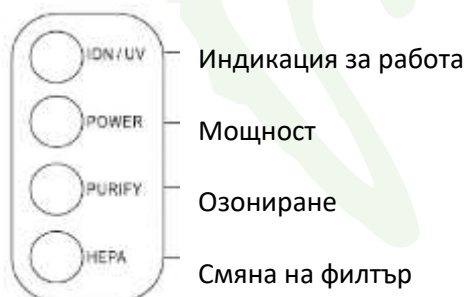 ION/UV Индикация за работа
POWER Мощност
PURIFY Озониране
HEPA Смяна на филтър